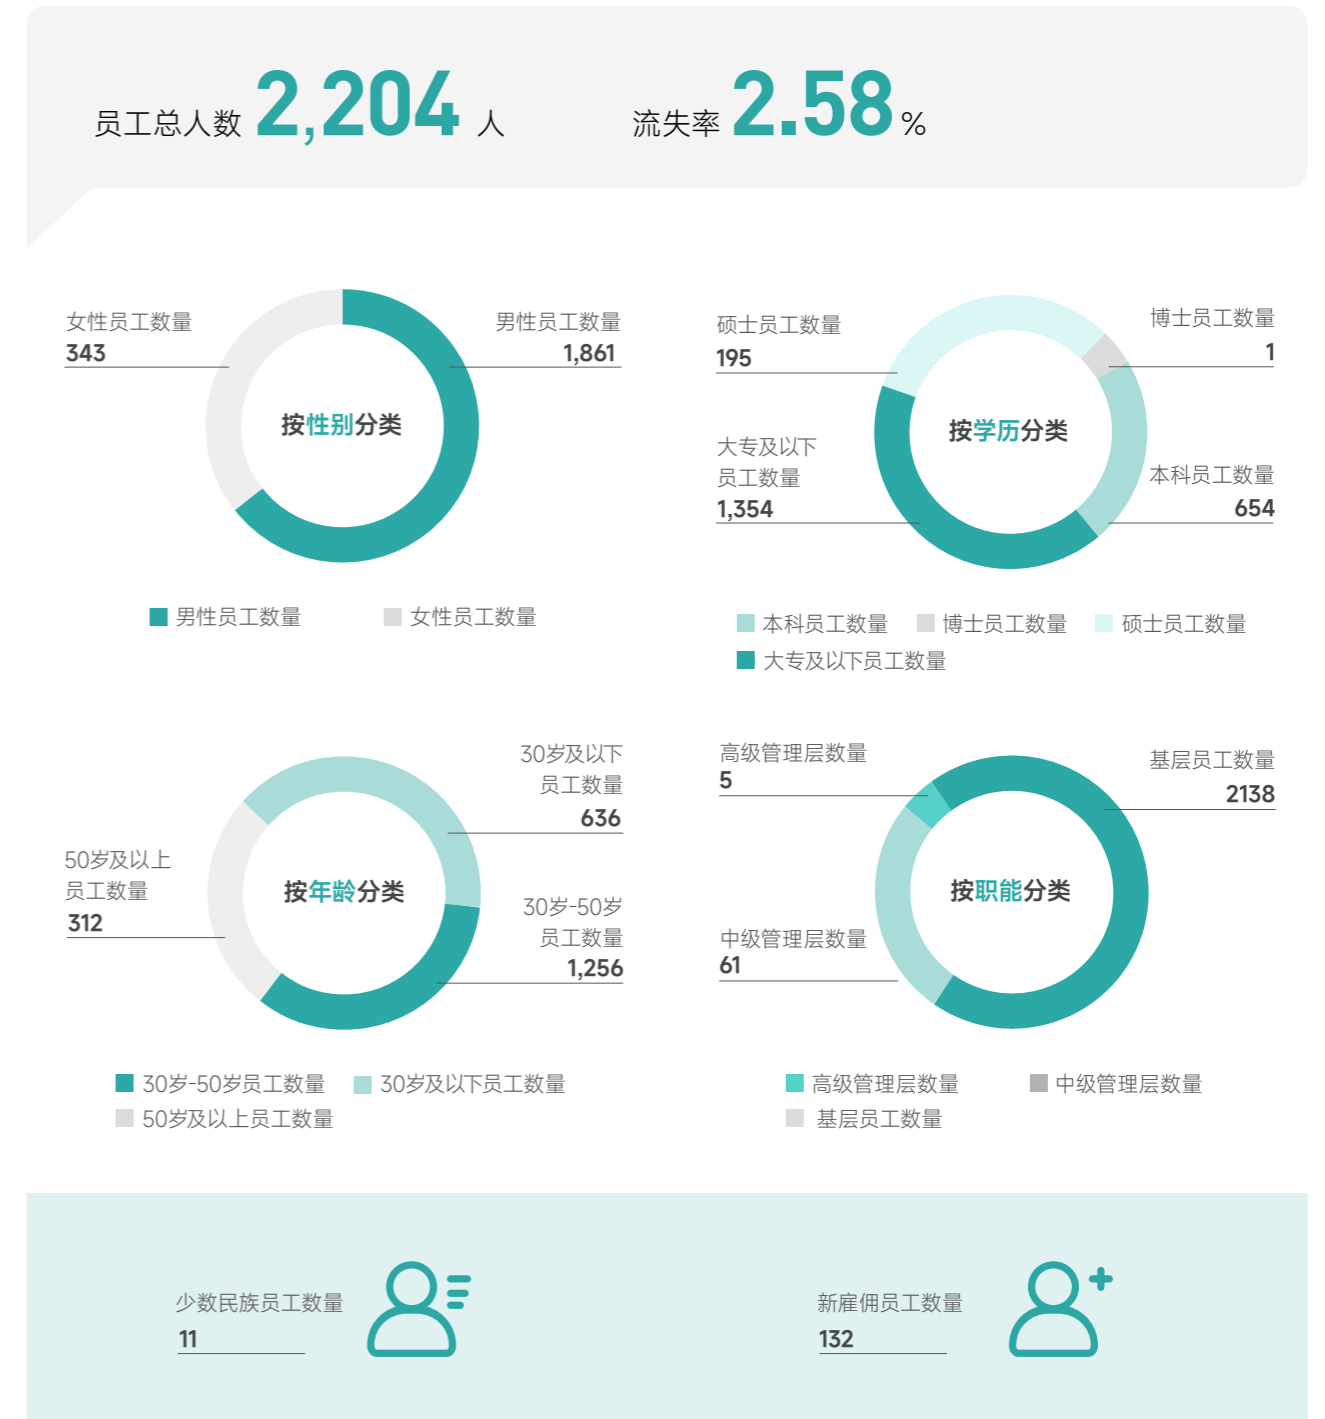 员工总人数 2,204 人
流失率 2.58 %
女性员工数量
343
男性员工数量
1,861
按性别分类
男性员工数量
女性员工数量
硕士员工数量
195
博士员工数量
1
大专及以下
员工数量
1,354
本科员工数量
654
按学历分类
本科员工数量
博士员工数量
硕士员工数量
大专及以下员工数量
30岁及以下
员工数量
636
50岁及以上
员工数量
312
30岁-50岁
员工数量
1,256
按年龄分类
30岁-50岁员工数量
30岁及以下员工数量
50岁及以上员工数量
高级管理层数量
5
基层员工数量
2138
中级管理层数量
61
按职能分类
高级管理层数量
中级管理层数量
基层员工数量
少数民族员工数量
11
新雇佣员工数量
132